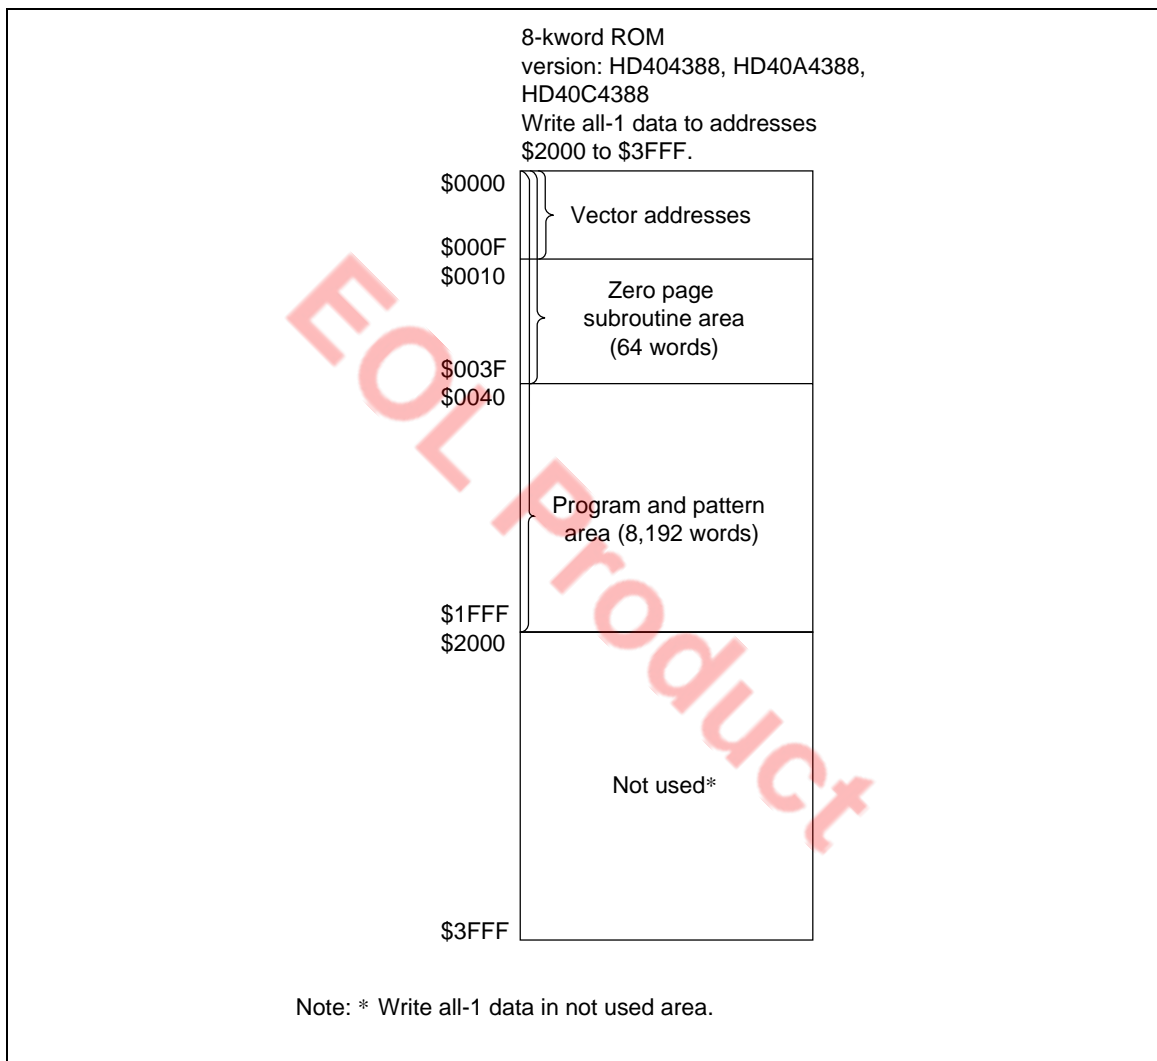 8-kword ROM
version: HD404388, HD40A4388,
HD40C4388
Write all-1 data to addresses
$2000 to $3FFF.
$0000
Vector addresses
$000F
$0010
Zero page
subroutine area
(64 words)
$003F
$0040
Program and pattern
area (8,192 words)
$1FFF
$2000
Not used*
$3FFF
Note: * Write all-1 data in not used area.
EOL Product